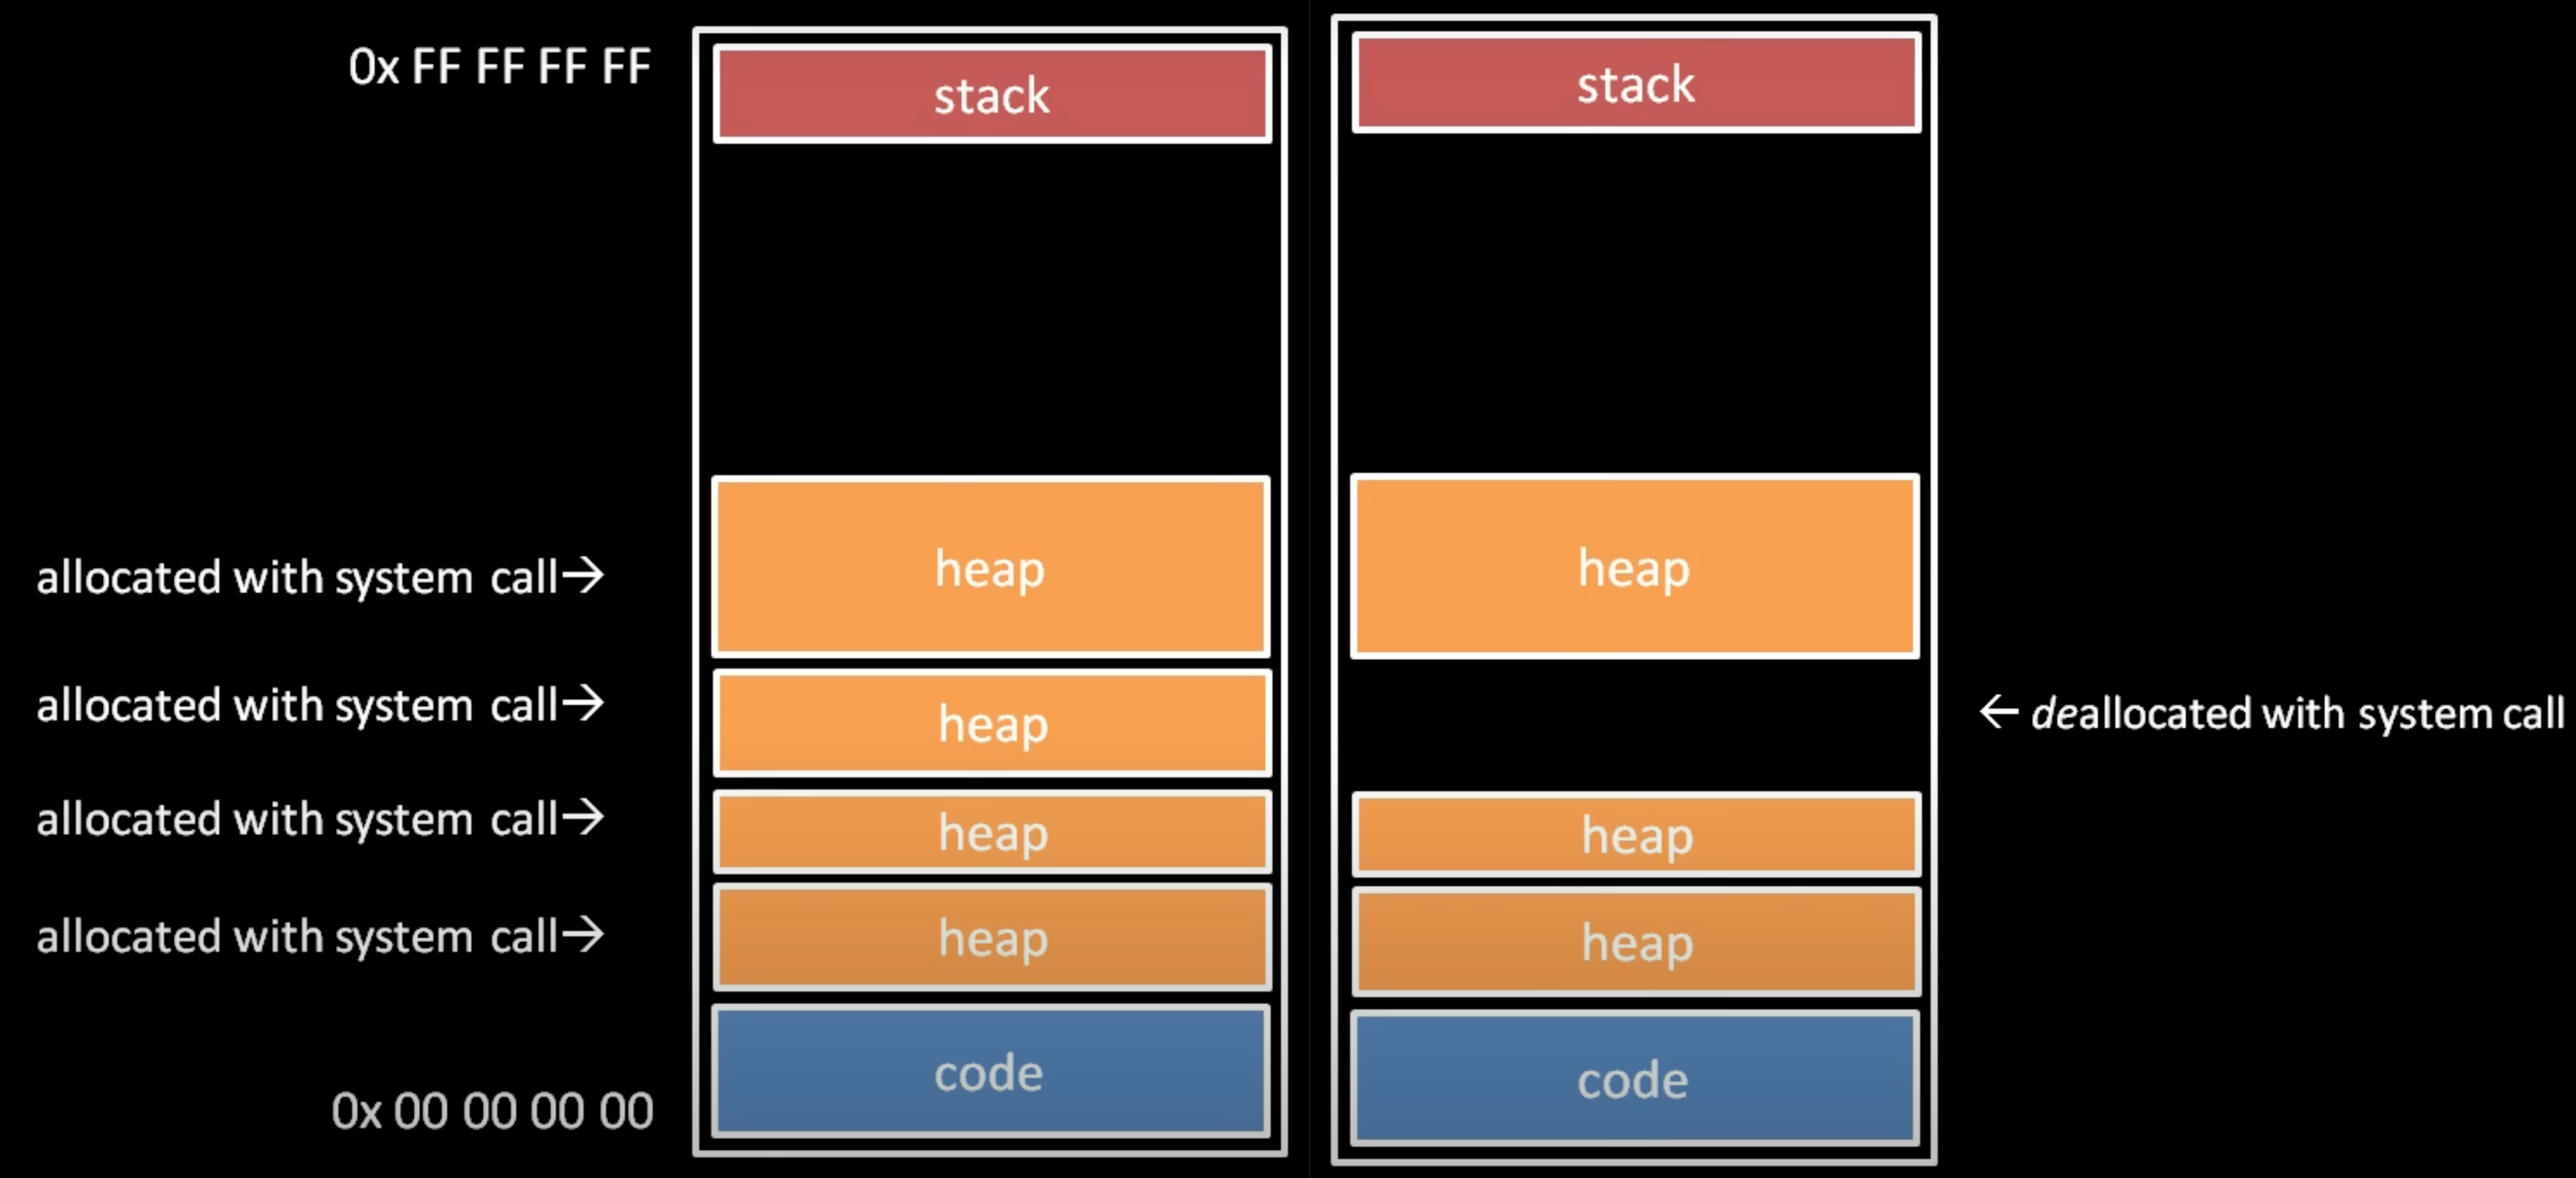 0x FF FF FF FF
stack
stack
allocated with system call→
heap
heap
allocated with system call→
heap
← deallocated with system call
allocated with system call→
heap
heap
allocated with system call→
heap
heap
0x 00 00 00 00
code
code